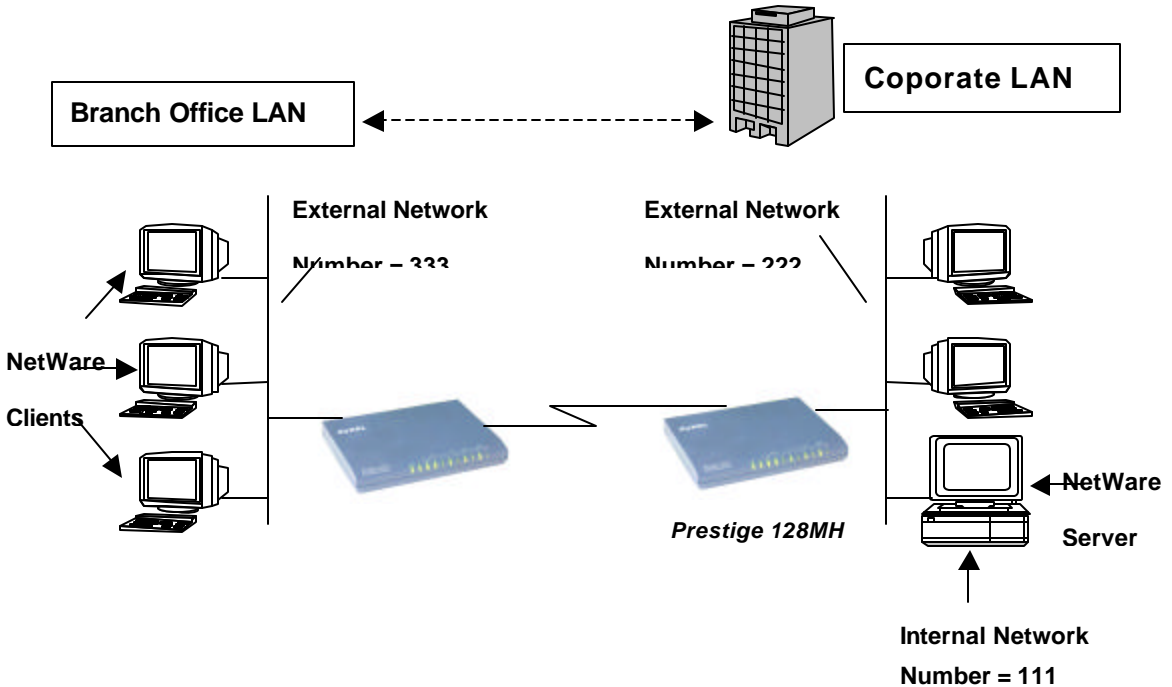 Branch Office LAN
Coporate LAN
External Network
Number = 333
External Network
Number = 222
NetWare
Clients
Prestige 128MH
NetWare
Server
Internal Network
Number = 111